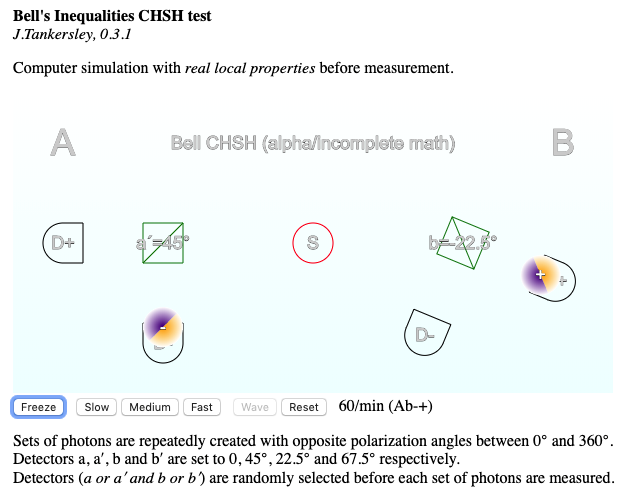 Bell's Inequalities CHSH test
J.Tankersley, 0.3.1
Computer simulation with real local properties before measurement.
A
Bell CHSH (alpha/incomplete math)
B
D+
a´=45°
S
b=-22.5°
+
+
-
D-
Freeze
Slow
Medium
Fast
Wave
Reset
60/min (Ab-+)
Sets of photons are repeatedly created with opposite polarization angles between 0° and 360°.
Detectors a, a′, b and b′ are set to 0, 45°, 22.5° and 67.5° respectively.
Detectors (a or a′and b or b′) are randomly selected before each set of photons are measured.